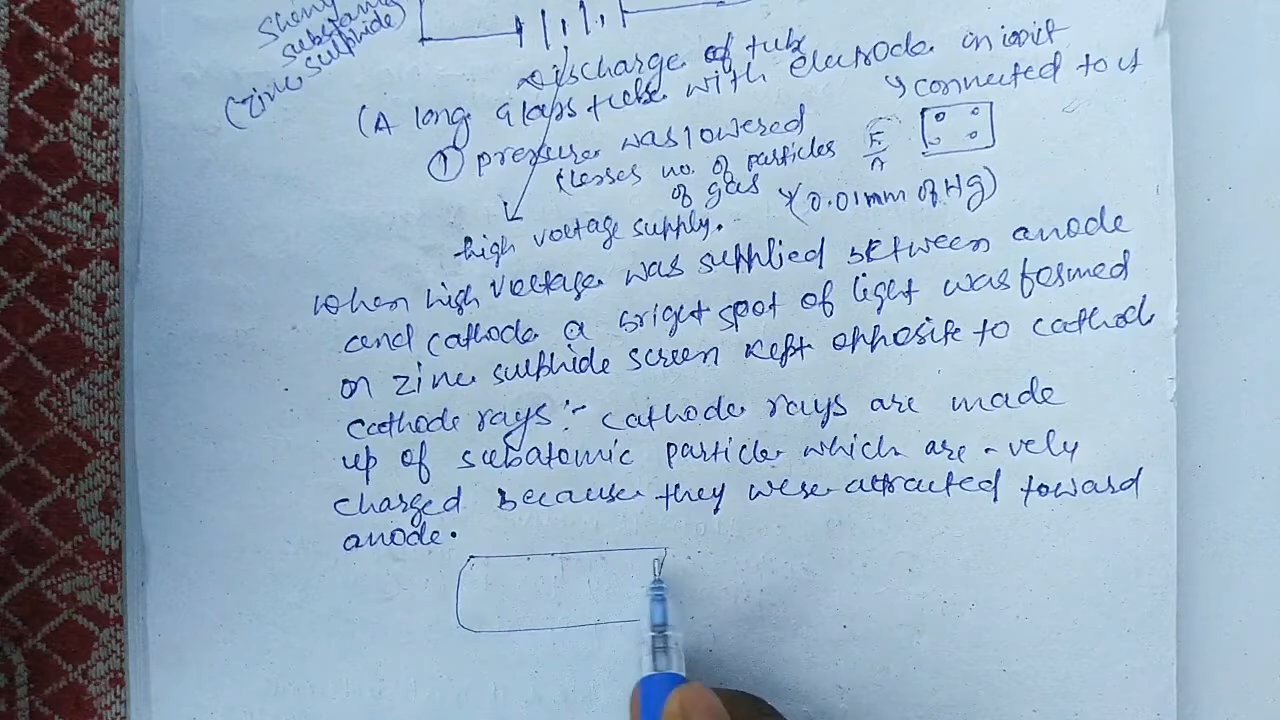 Sheny
substan
(zinc sulphide)
Discharge of tube
(A long Glass tube with electrode
connected to it
① pressure was lowered
(lesses no. of particles F/A
of gas (0.01mm of Hg)
high voltage supply.
when high voltage was supplied between anode
and cathode a bright spot of light was formed
on zinc sulphide screen kept opposite to cathode
cathode rays :- cathode rays are made
up of subatomic particle which are -vely
charged because they were attracted toward
anode.